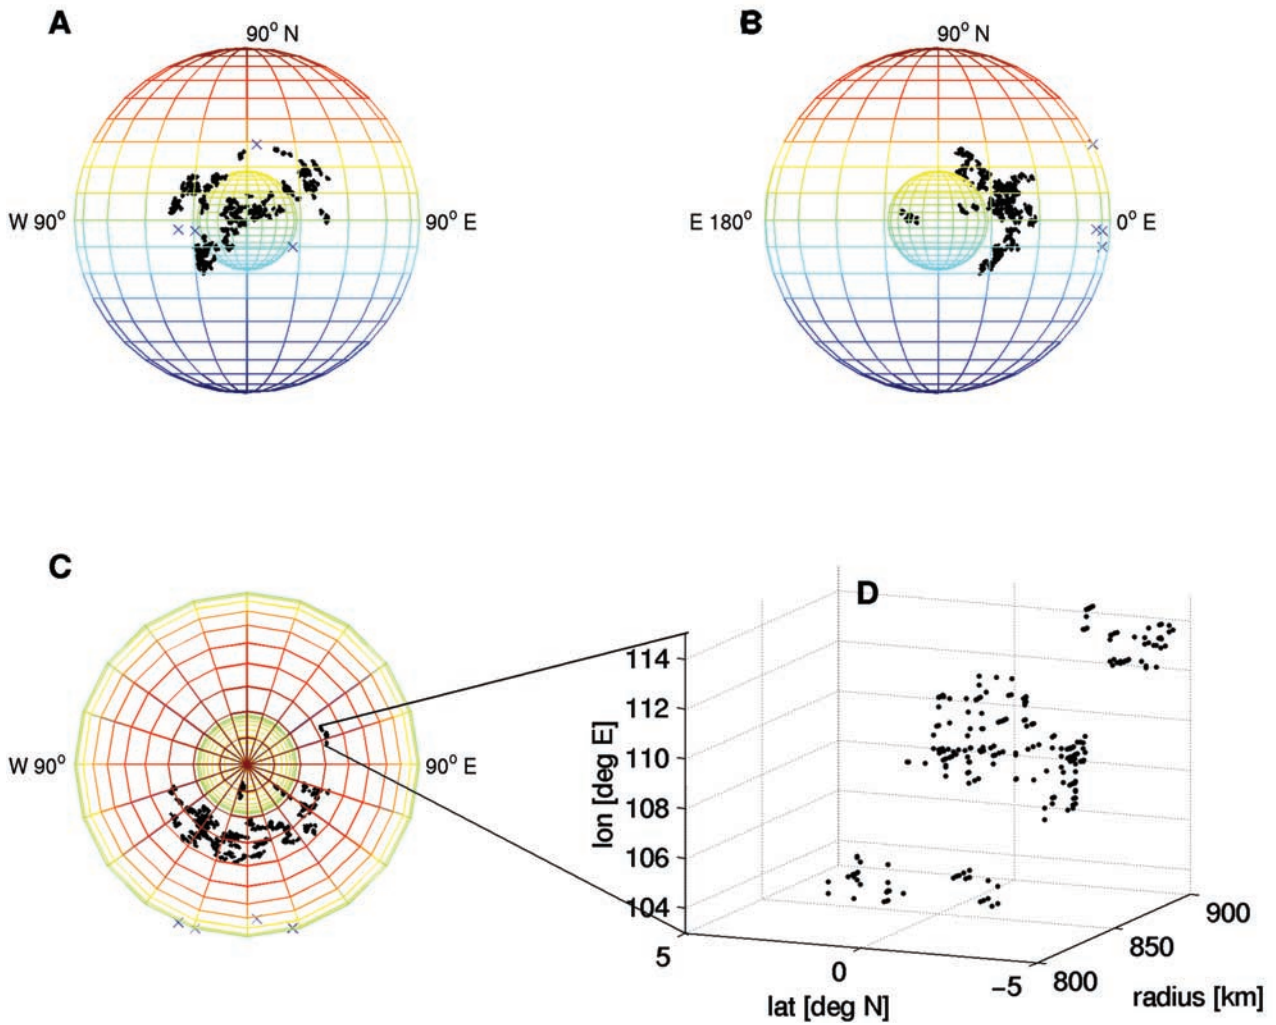 A
90° N
W 90°
90° E
B
90° N
E 180°
0° E
C
W 90°
90° E
D
114
112
110
108
106
104
lon [deg E]
5
0
−5
lat [deg N]
800
850
900
radius [km]